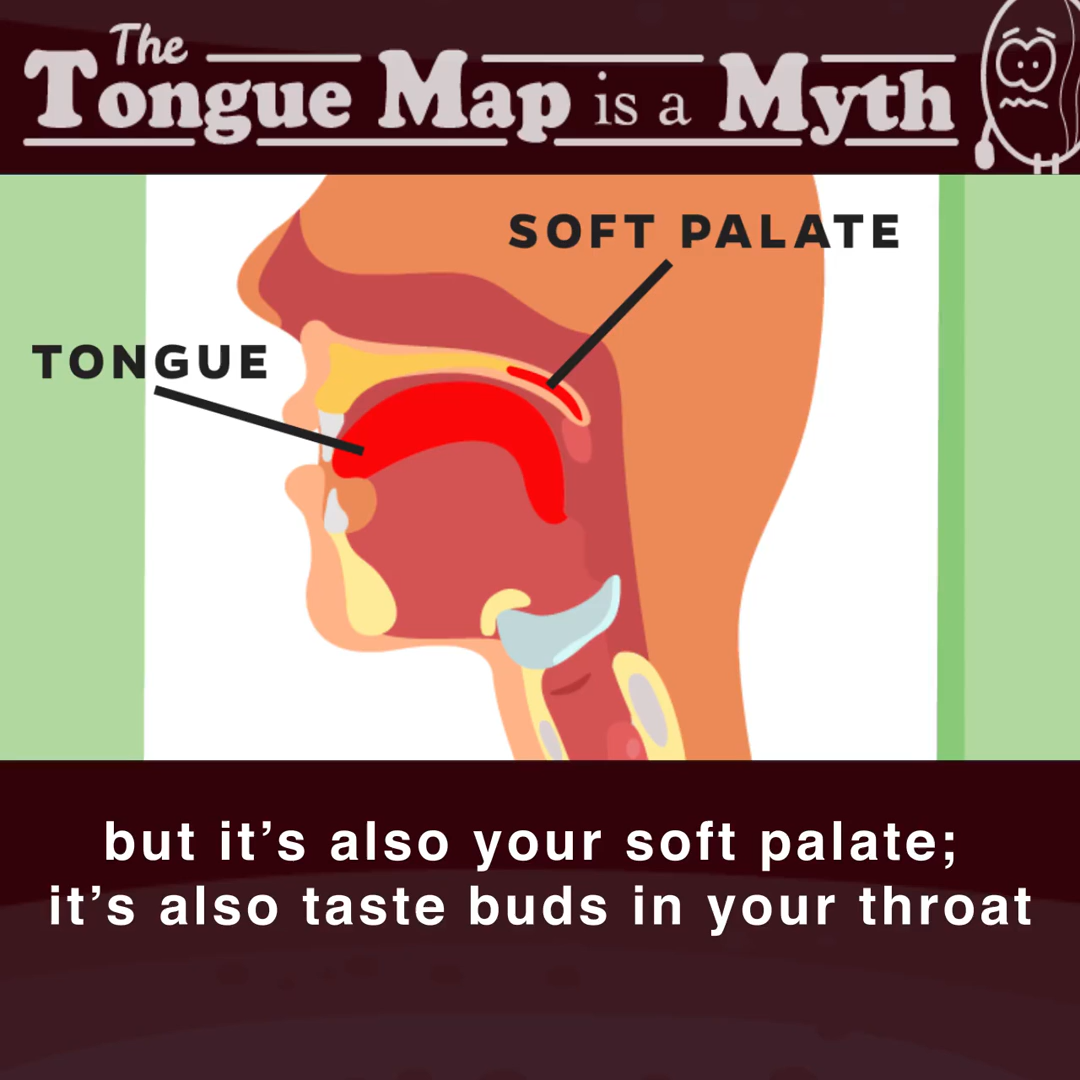 The
Tongue Map is a Myth
SOFT PALATE
TONGUE
but it’s also your soft palate;
it’s also taste buds in your throat